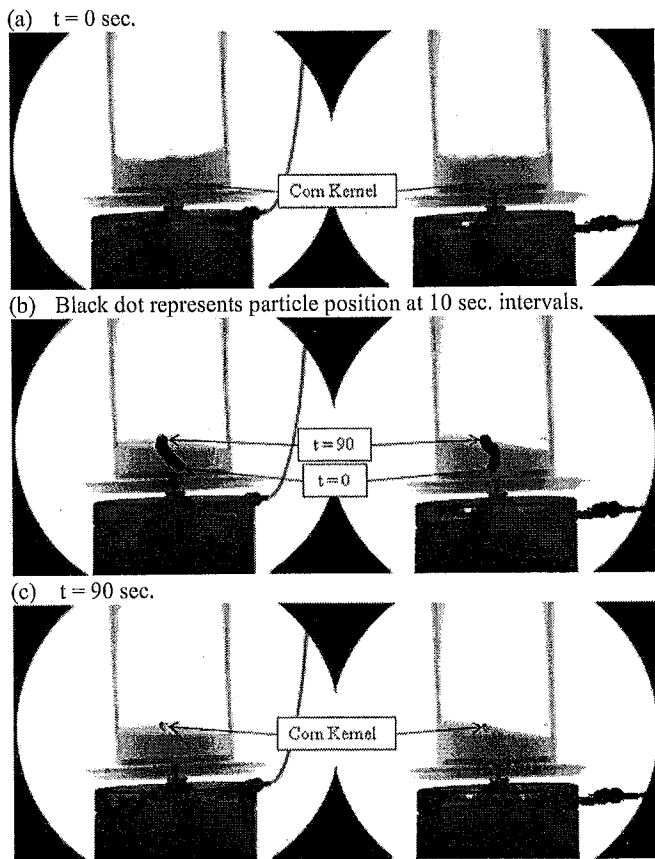 (a) t = 0 sec.
Corn Kernel
(b) Black dot represents particle position at 10 sec. intervals.
t = 90
t = 0
(c) t = 90 sec.
Corn Kernel